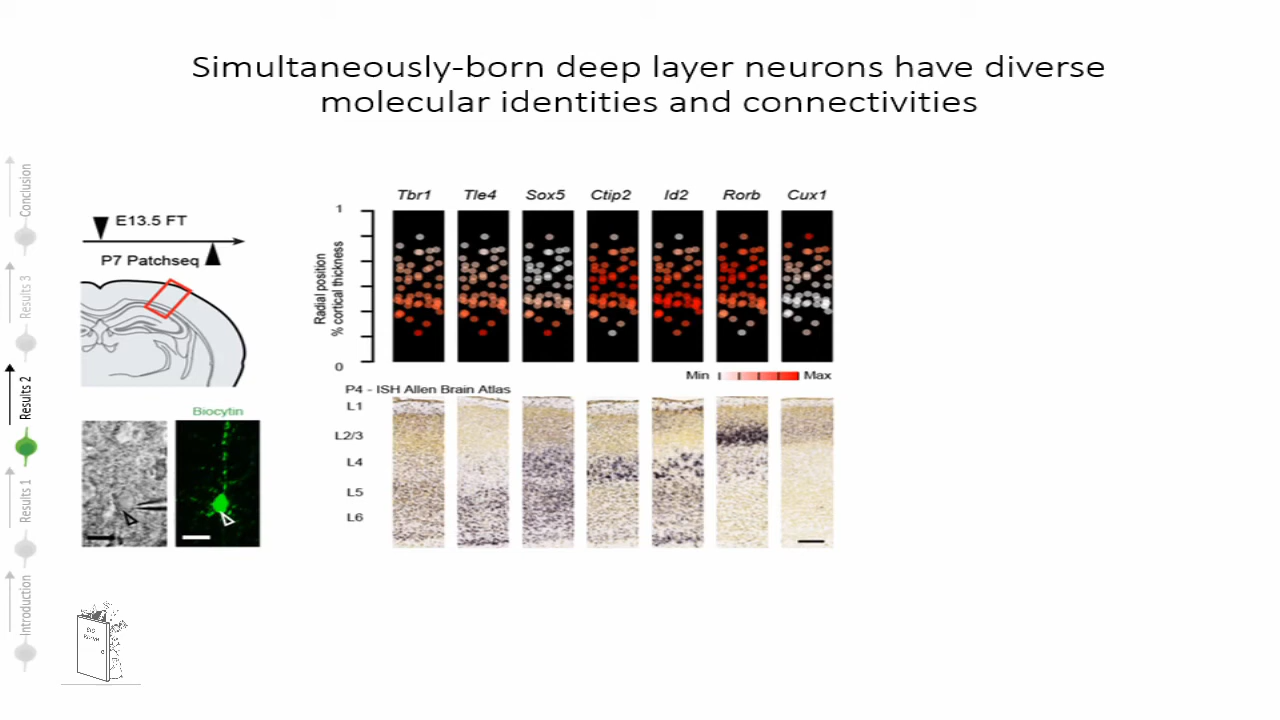 Simultaneously-born deep layer neurons have diverse
molecular identities and connectivities
Conclusion
Results 3
Results 2
Results 1
Introduction
E13.5 FT
P7 Patchseq
Biocytin
Tbr1 Tle4 Sox5 Ctip2 Id2 Rorb Cux1
1
Radial position
% cortical thickness
0
Min Max
P4 - ISH Allen Brain Atlas
L1
L2/3
L4
L5
L6